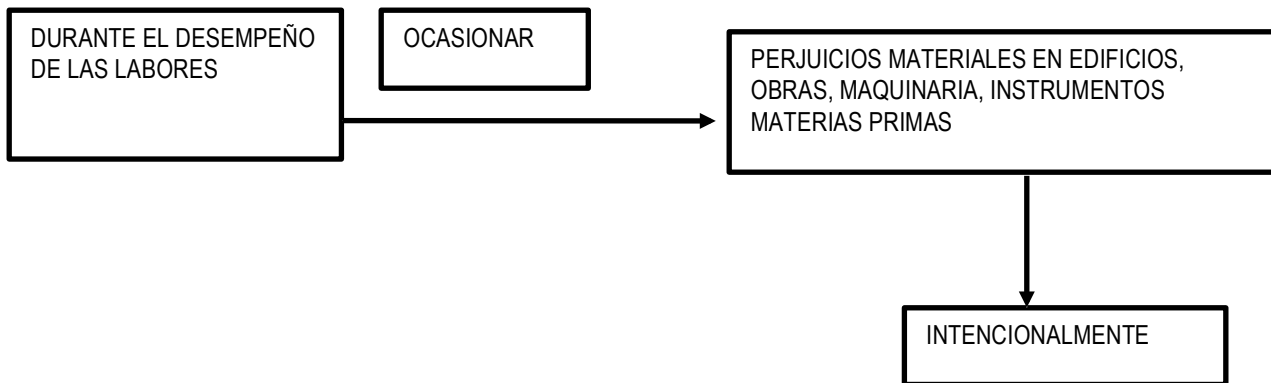 DURANTE EL DESEMPEÑO
DE LAS LABORES
OCASIONAR
PERJUICIOS MATERIALES EN EDIFICIOS,
OBRAS, MAQUINARIA, INSTRUMENTOS
MATERIAS PRIMAS
INTENCIONALMENTE